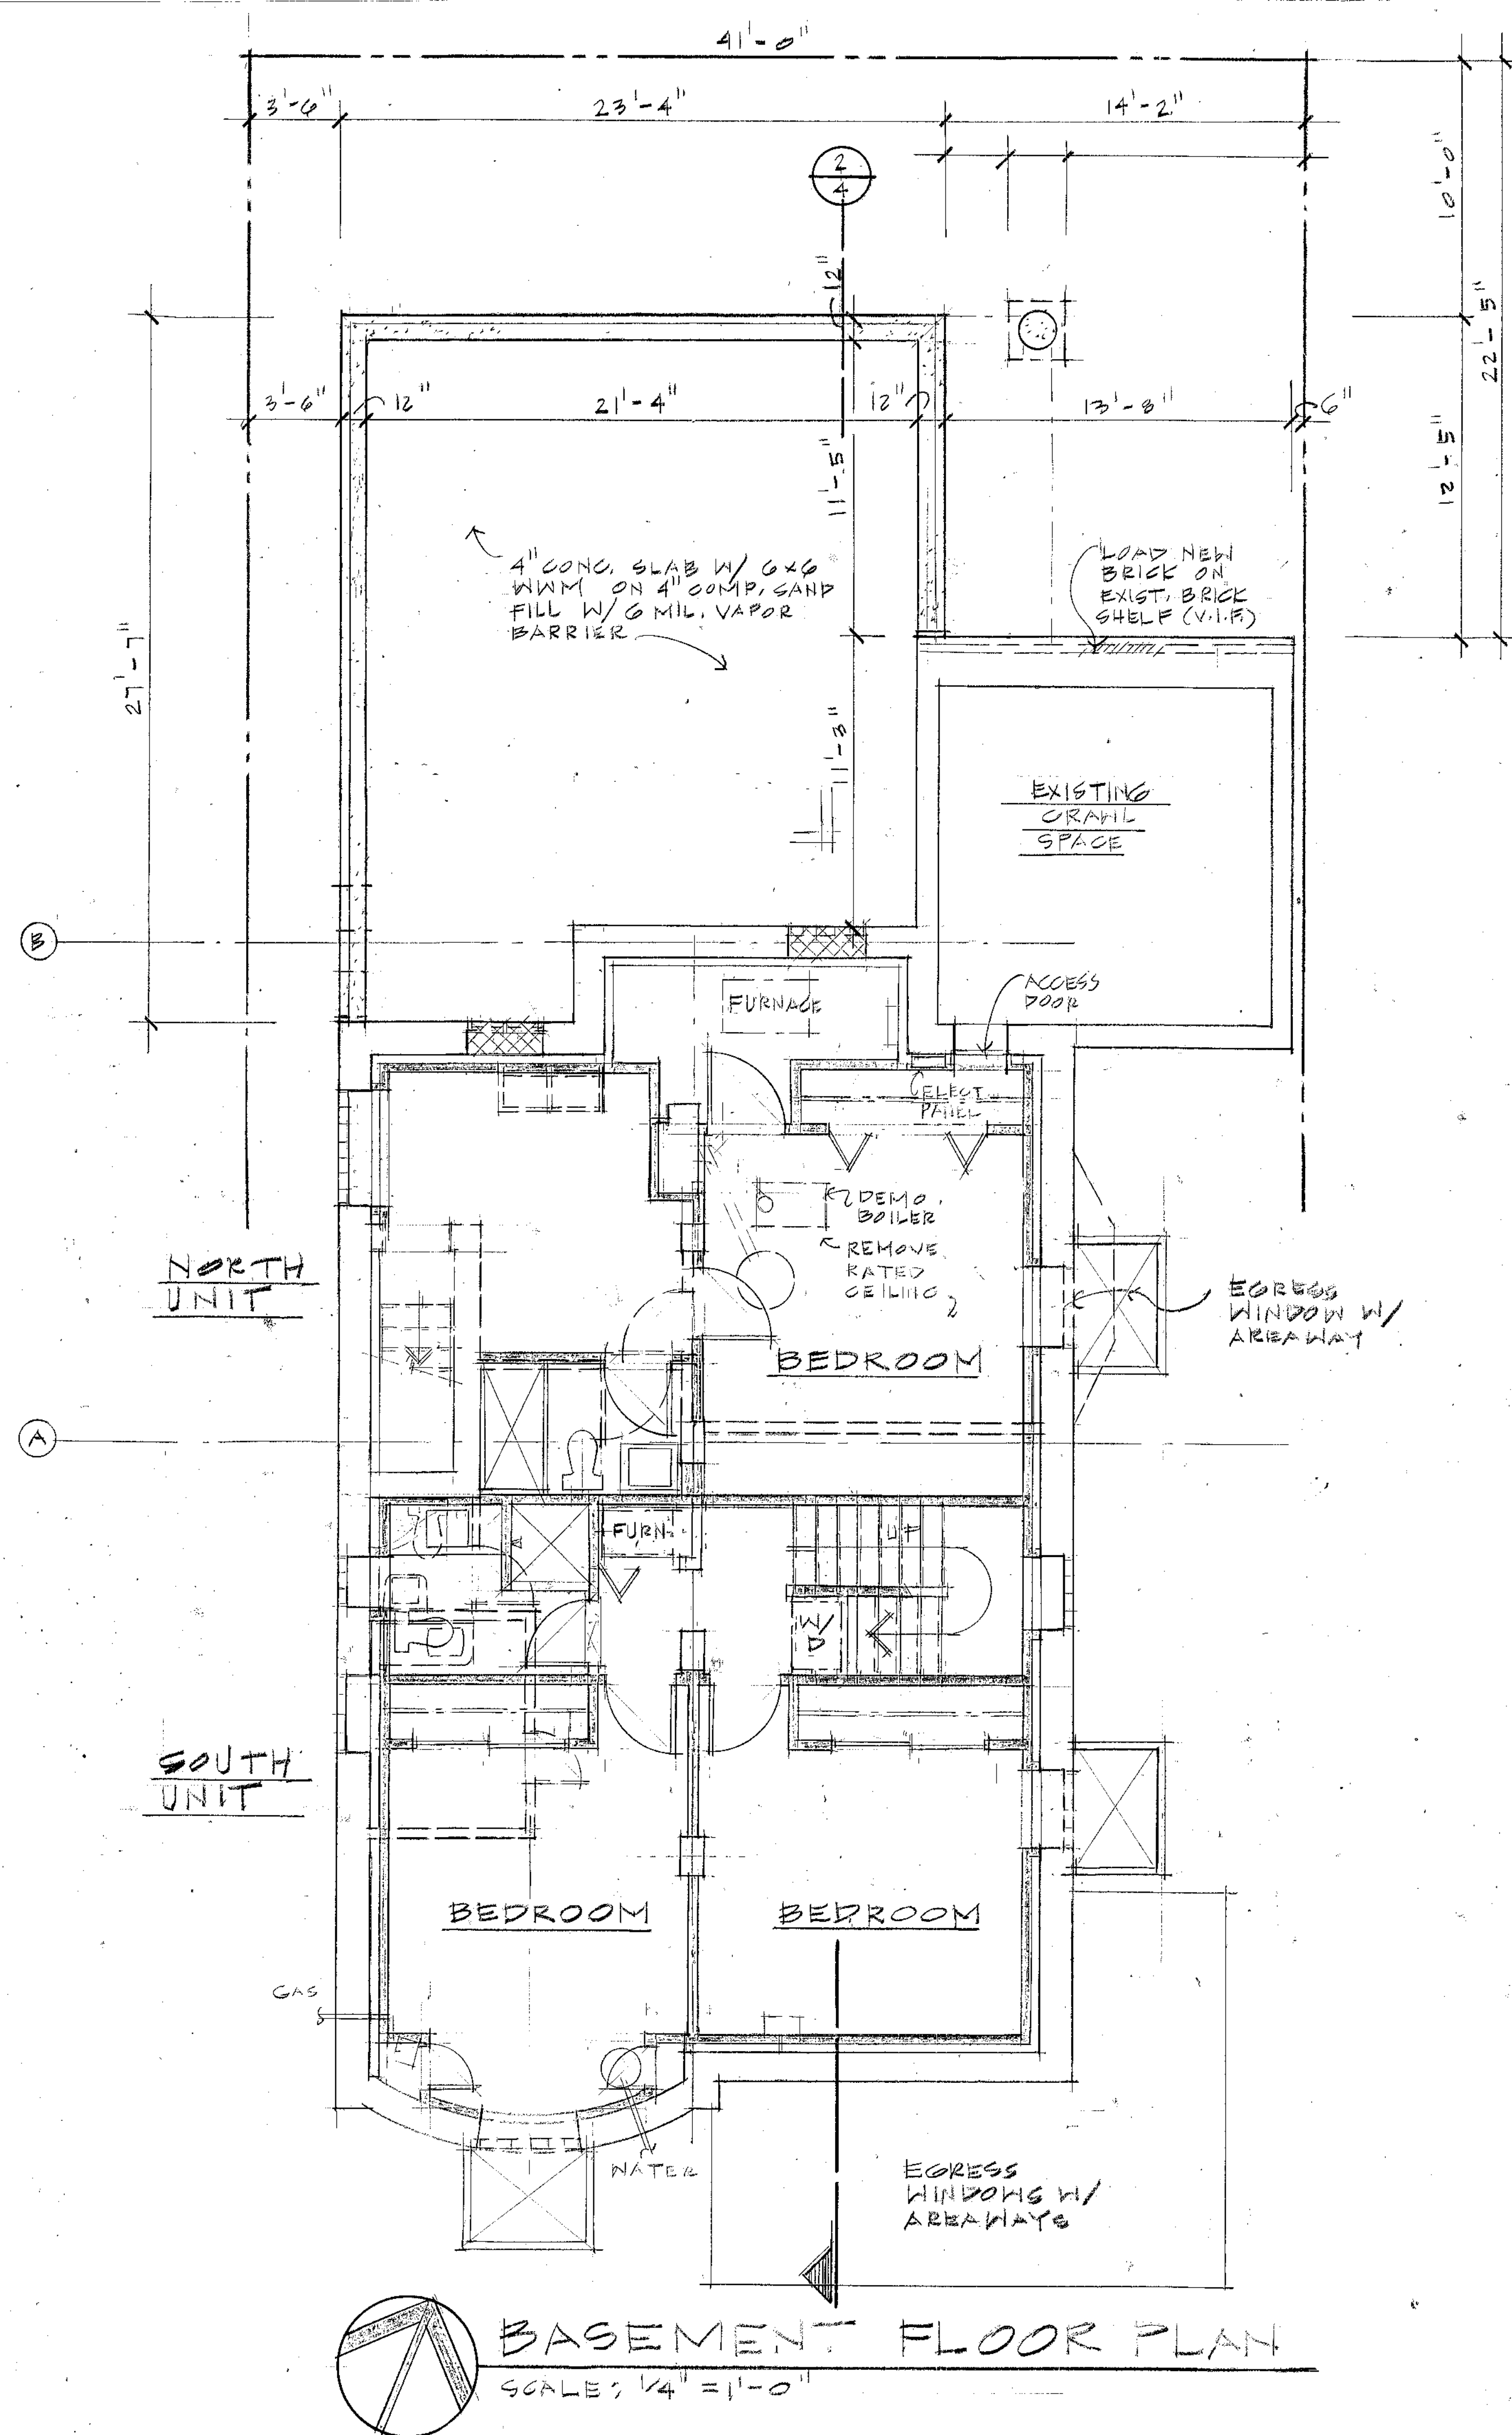 41'-0"
3'-6"
23'-4"
14'-2"
2
4
10'-0"
22'-5"
12"
3'-6"
12"
21'-4"
12"
13'-8"
6"
12'-5"
11'-5"
4" CONC. SLAB W/ 6x6
WWM ON 4" COMP. SAND
FILL W/ 6 MIL. VAPOR
BARRIER
LOAD NEW
BRICK ON
EXIST. BRICK
SHELF (V.I.F.)
27'-7"
11'-3"
EXISTING
CRAWL
SPACE
B
FURNACE
ACCESS
DOOR
ELECT.
PANEL
DEMO.
BOILER
REMOVE
RATED
CEILING
NORTH
UNIT
EGRESS
WINDOW W/
AREAWAY
BEDROOM
A
FURN.
UP
W/
D
SOUTH
UNIT
BEDROOM
BEDROOM
GAS
WATER
EGRESS
WINDOWS W/
AREAWAYS
BASEMENT FLOOR PLAN
SCALE: 1/4" = 1'-0"